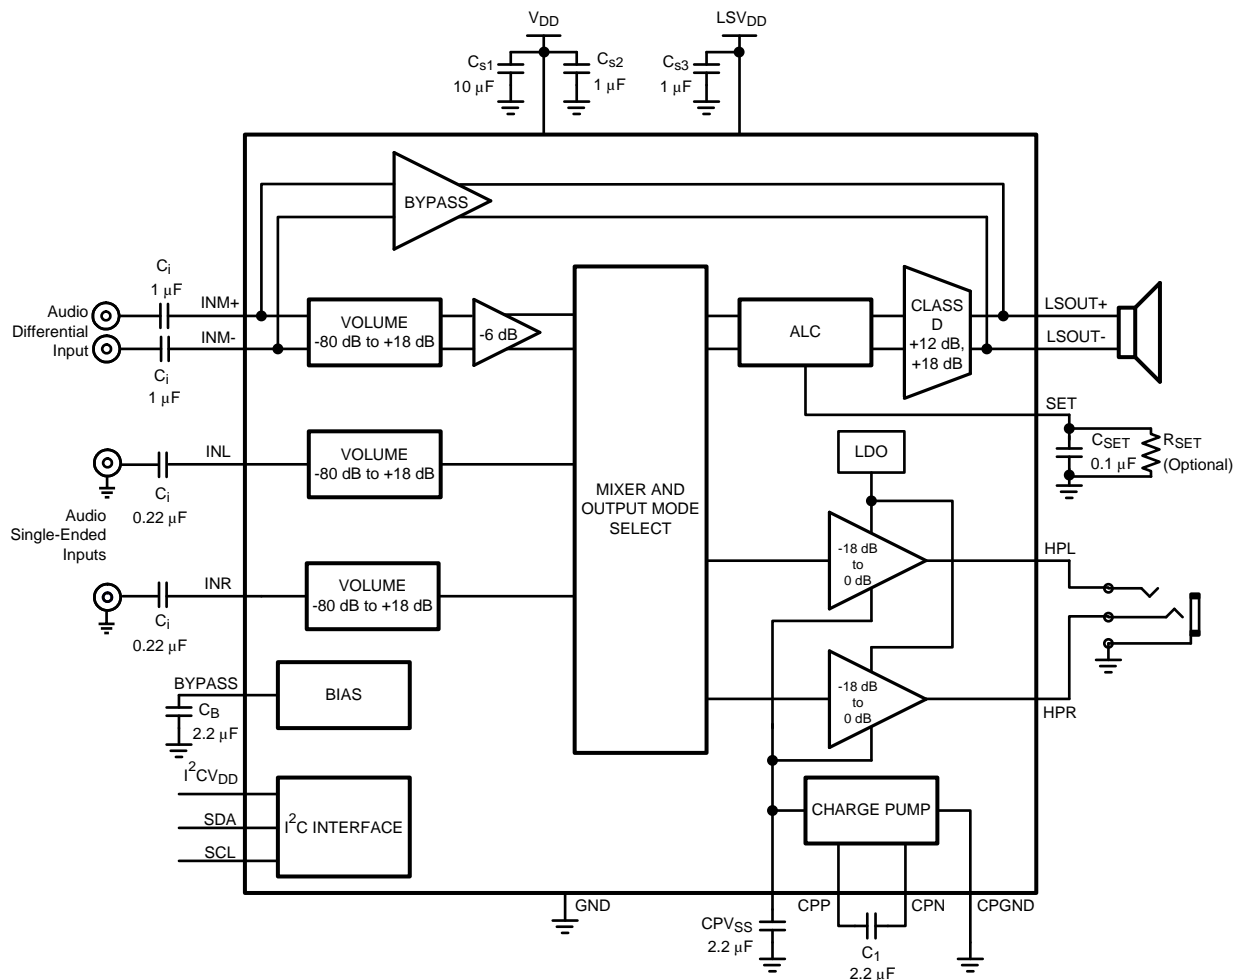 VDD
LSVDD
Cs1
10 μF
Cs2
1 μF
Cs3
1 μF
BYPASS
Ci
1 μF
Audio
Differential
Input
INM+
INM-
Ci
1 μF
VOLUME
-80 dB to +18 dB
-6 dB
ALC
CLASS
D
+12 dB,
+18 dB
LSOUT+
LSOUT-
SET
CSET
0.1 μF
RSET
(Optional)
INL
Ci
0.22 μF
VOLUME
-80 dB to +18 dB
Audio
Single-Ended
Inputs
MIXER AND
OUTPUT MODE
SELECT
LDO
-18 dB
to
0 dB
HPL
INR
Ci
0.22 μF
VOLUME
-80 dB to +18 dB
-18 dB
to
0 dB
HPR
BYPASS
CB
2.2 μF
BIAS
I2CVDD
SDA
SCL
I2C INTERFACE
CHARGE PUMP
GND
CPVSS
2.2 μF
CPP
CPN
CPGND
C1
2.2 μF